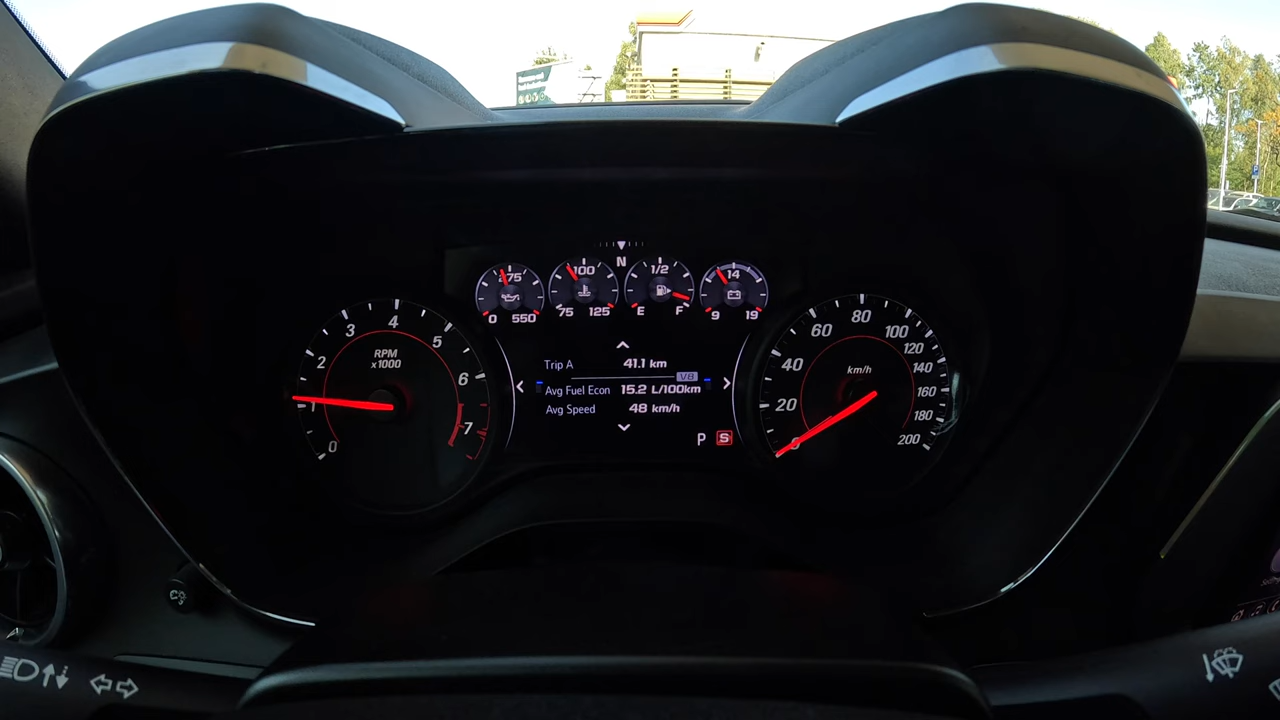 N
275
100
1/2
14
0 550
75 125
E F
9 19
0 1 2 3 4 5 6 7
RPM
x1000
Trip A 41.1 km
V8
Avg Fuel Econ 15.2 L/100km
Avg Speed 48 km/h
P S
0 20 40 60 80 100 120 140 160 180 200
km/h